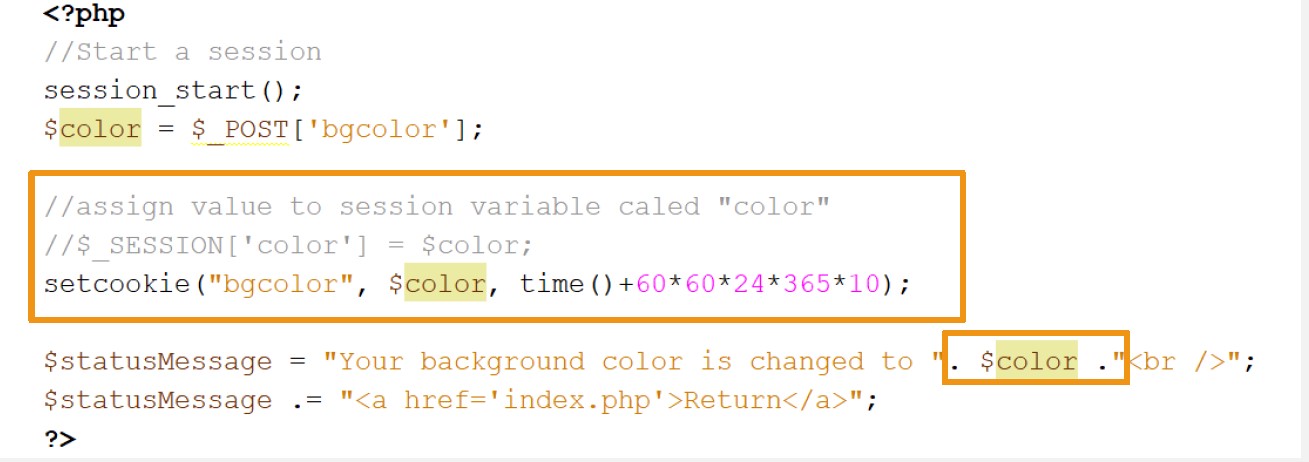 <?php
//Start a session
session_start();
$color = $_POST['bgcolor'];
//assign value to session variable caled "color"
//$_SESSION['color'] = $color;
setcookie("bgcolor", $color, time()+60*60*24*365*10);
$statusMessage = "Your background color is changed to ". $color ."<br />";
$statusMessage .= "<a href='index.php'>Return</a>";
?>